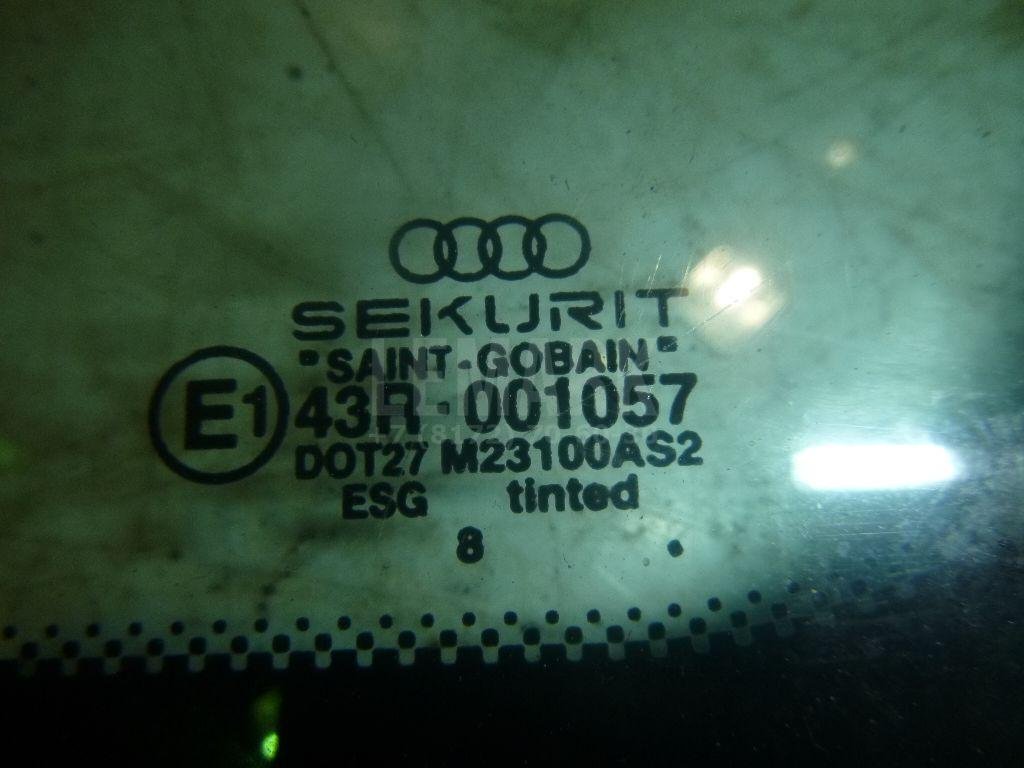 SEKURIT
"SAINT-GOBAIN"
E1
43R-001057
DOT27 M23100AS2
ESG tinted
8